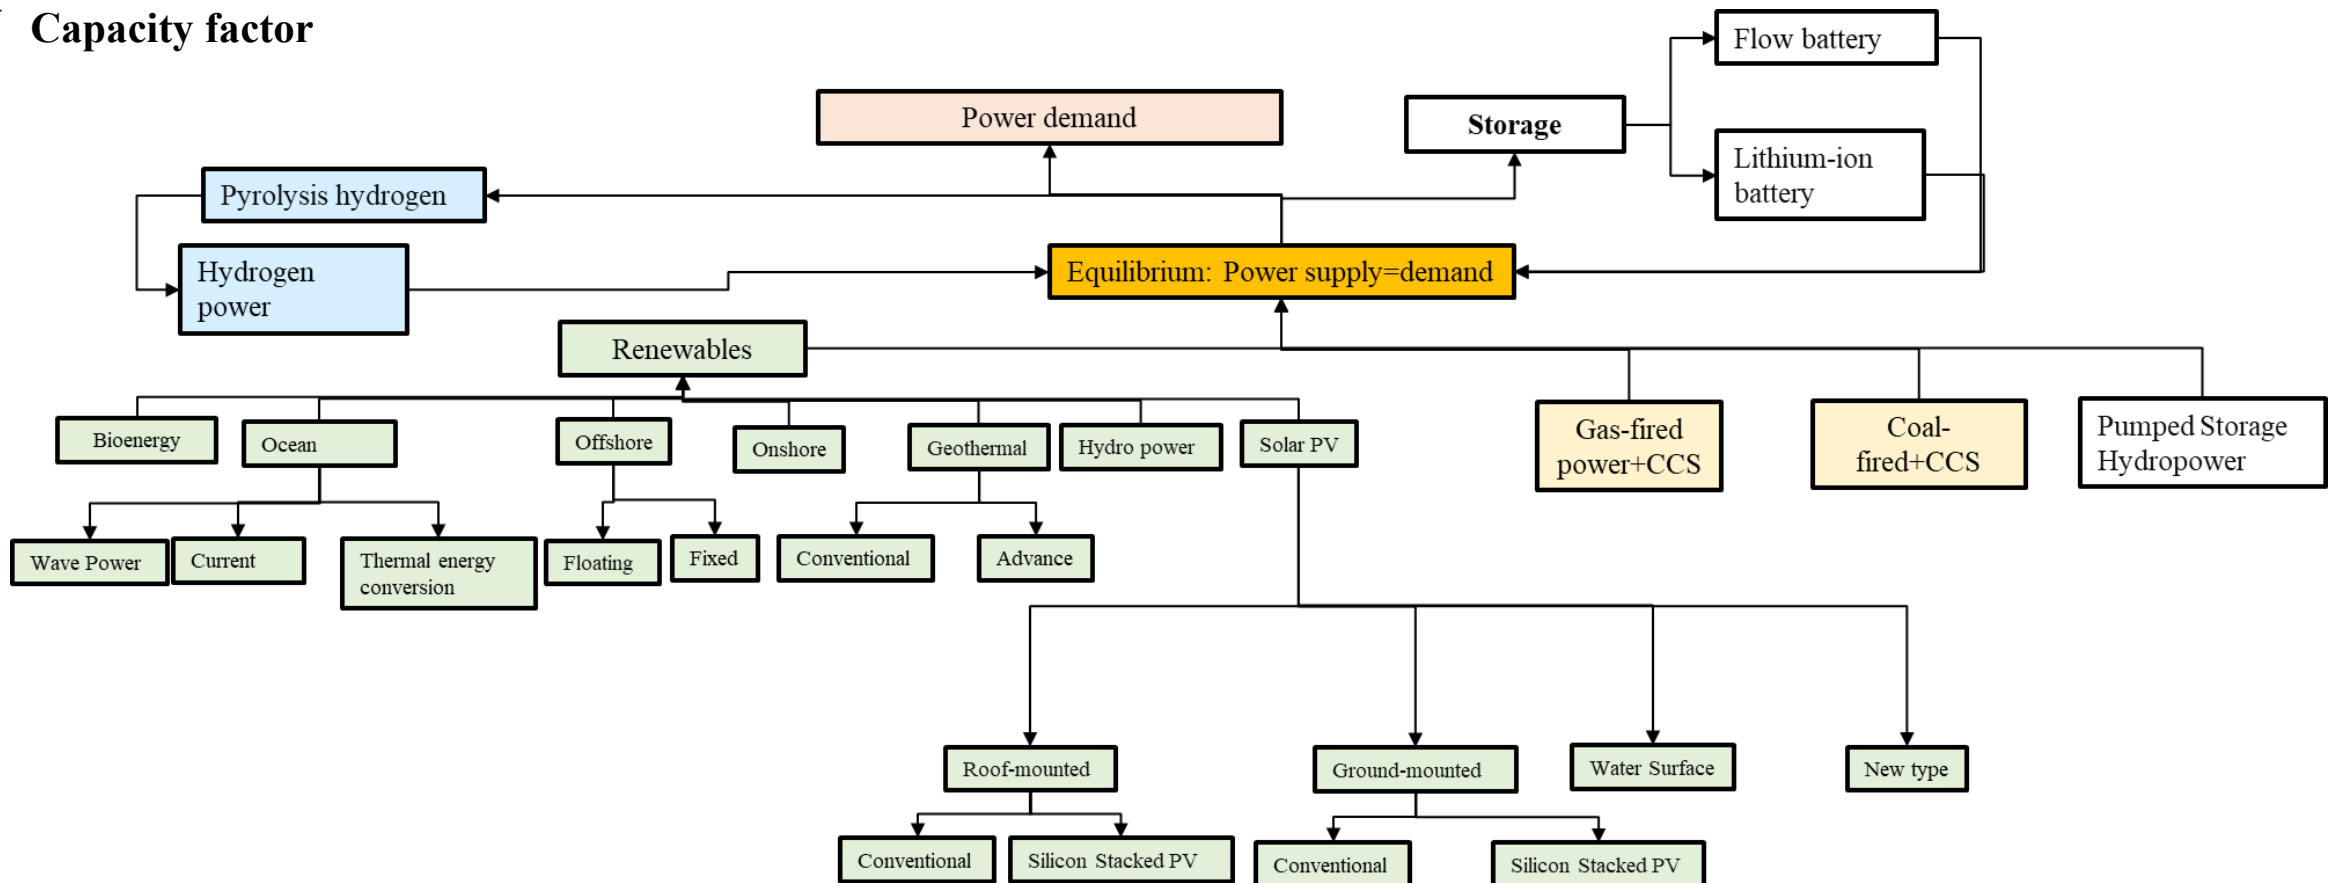 Capacity factor
Flow battery
Power demand
Storage
Lithium-ion
battery
Pyrolysis hydrogen
Hydrogen
power
Equilibrium: Power supply=demand
Renewables
Bioenergy
Ocean
Offshore
Onshore
Geothermal
Hydro power
Solar PV
Gas-fired
power+CCS
Coal-
fired+CCS
Pumped Storage
Hydropower
Wave Power
Current
Thermal energy
conversion
Floating
Fixed
Conventional
Advance
Roof-mounted
Ground-mounted
Water Surface
New type
Conventional
Silicon Stacked PV
Conventional
Silicon Stacked PV